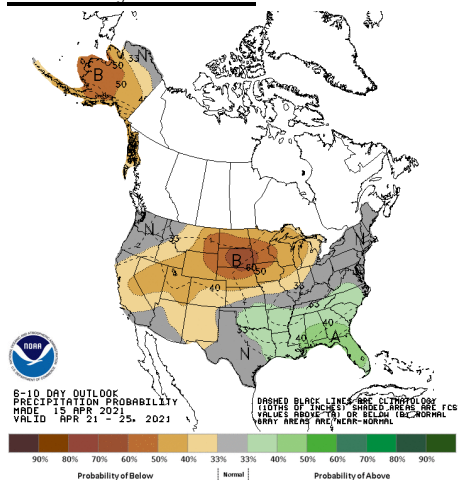 33
N
50
B
50
N
33
N
B
60
50
40
33
33
33
40
40
A
N
NOAA
6-10 DAY OUTLOOK
PRECIPITATION PROBABILITY
MADE 15 APR 2021
VALID APR 21 - 25, 2021
DASHED BLACK LINES ARE CLIMATOLOGY
(10THS OF INCHES) SHADED AREAS ARE FCST
VALUES ABOVE (A) OR BELOW (B) NORMAL
GRAY AREAS ARE NEAR-NORMAL
90% 80% 70% 60% 50% 40% 33% 33% 40% 50% 60% 70% 80% 90%
Probability of Below Normal Probability of Above